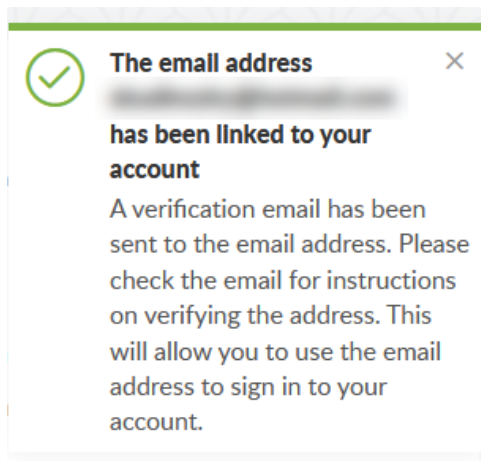 The email address
has been linked to your
account
A verification email has been
sent to the email address. Please
check the email for instructions
on verifying the address. This
will allow you to use the email
address to sign in to your
account.